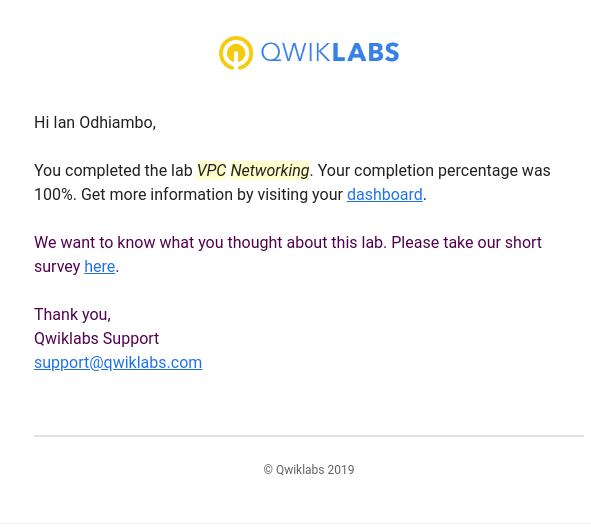 QWIKLABS
Hi Ian Odhiambo,
You completed the lab VPC Networking. Your completion percentage was
100%. Get more information by visiting your dashboard.
We want to know what you thought about this lab. Please take our short
survey here.
Thank you,
Qwiklabs Support
support@qwiklabs.com
© Qwiklabs 2019